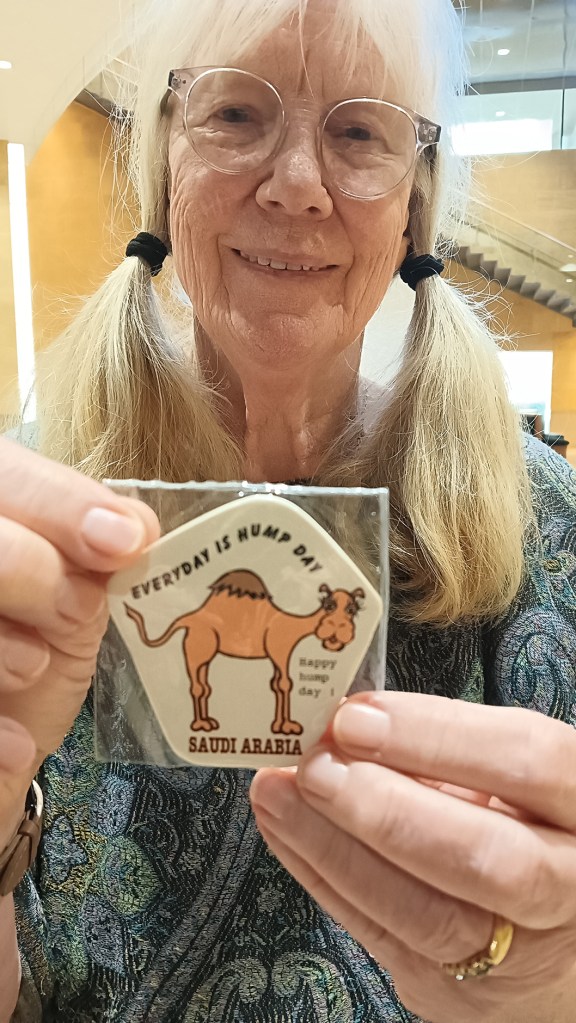 EVERYDAY IS HUMP DAY
Happy
hump
day !
SAUDI ARABIA